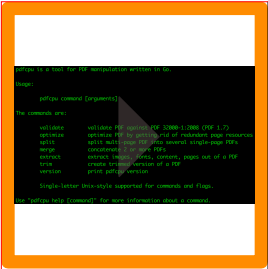 pdfcpu is a tool for PDF manipulation written in Go.
Usage:
pdfcpu command [arguments]
The commands are:
validate validate PDF against PDF 32000-1:2008 (PDF 1.7)
optimize optimize PDF by getting rid of redundant page resources
split split multi-page PDF into several single-page PDFs
merge concatenate 2 or more PDFs
extract extract images, fonts, content, pages out of a PDF
trim create trimmed version of a PDF
version print pdfcpu version
Single-letter Unix-style supported for commands and flags.
Use "pdfcpu help [command]" for more information about a command.